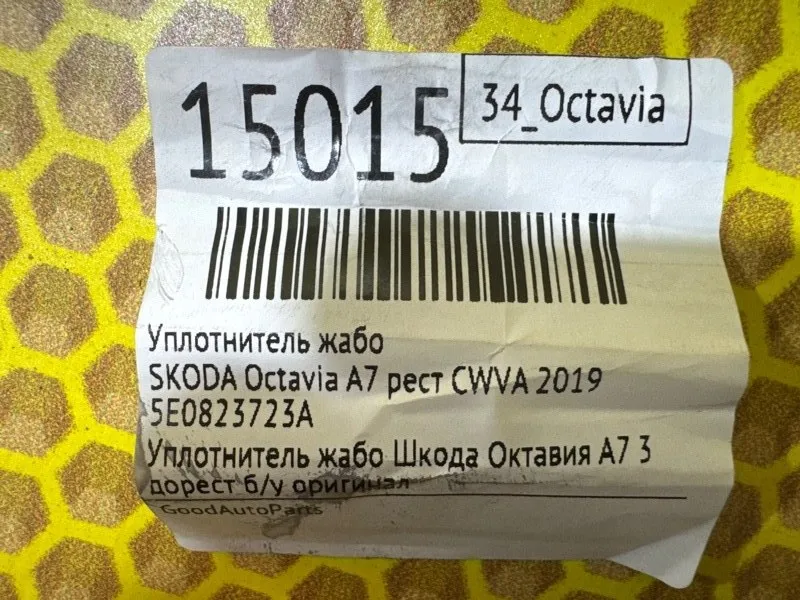 15015
34_Octavia
Уплотнитель жабо
SKODA Octavia A7 рест CWVA 2019
5E0823723A
Уплотнитель жабо Шкода Октавия А7 3
дорест б/у оригинал
GoodAutoParts